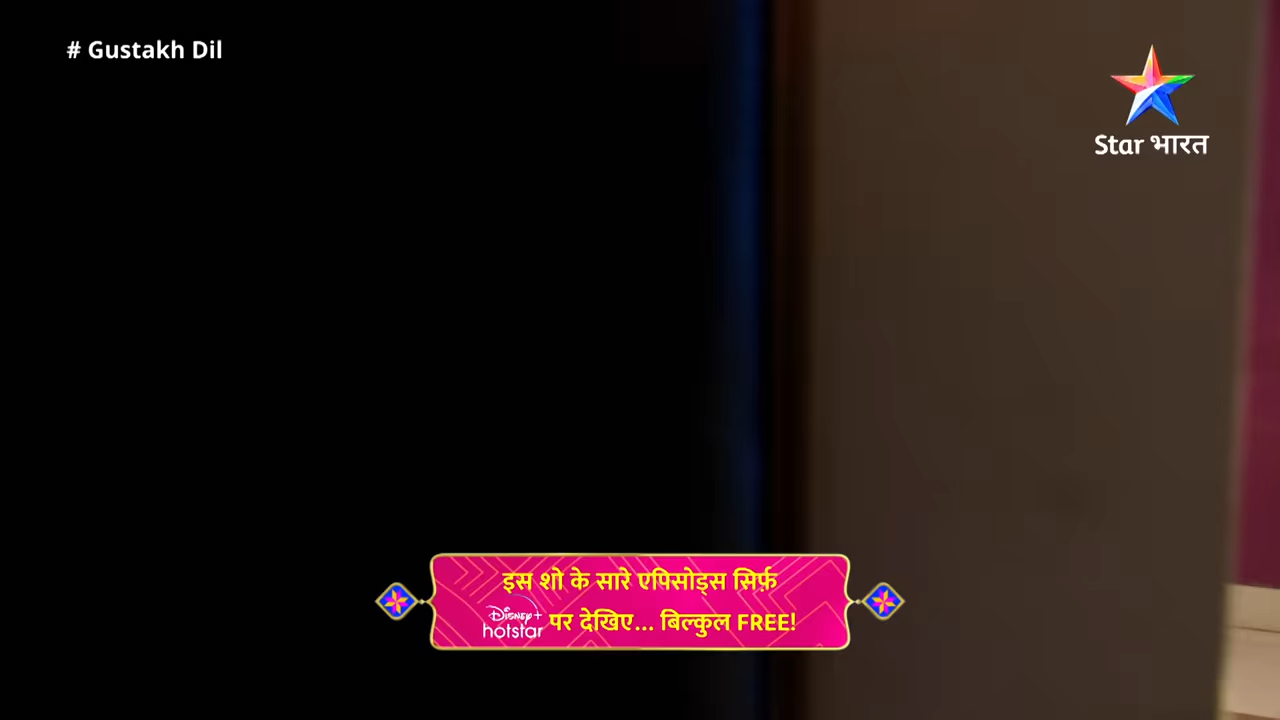 # Gustakh Dil
Star भारत
इस शो के सारे एपिसोड्स सिर्फ़
Disney+ hotstar पर देखिए... बिल्कुल FREE!